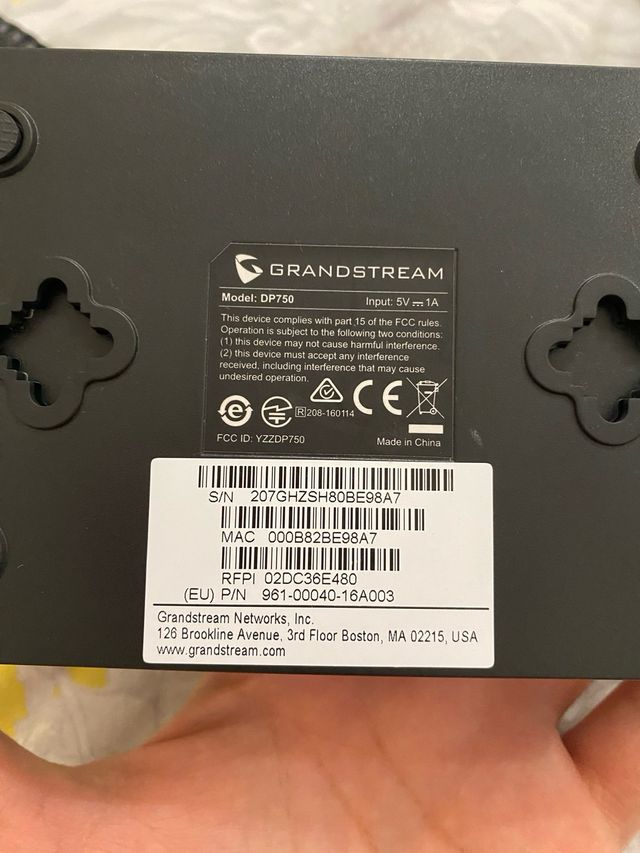 GRANDSTREAM
Model: DP750 Input: 5V⎓1A
This device complies with part 15 of the FCC rules.
Operation is subject to the following two conditions:
(1) this device may not cause harmful interference.
(2) this device must accept any interference
received, including interference that may cause
undesired operation.
R 208-160114 CE
FCC ID: YZZDP750 Made in China
S/N 207GHZSH80BE98A7
MAC 000B82BE98A7
RFPI 02DC36E480
(EU) P/N 961-00040-16A003
Grandstream Networks, Inc.
126 Brookline Avenue, 3rd Floor Boston, MA 02215, USA
www.grandstream.com